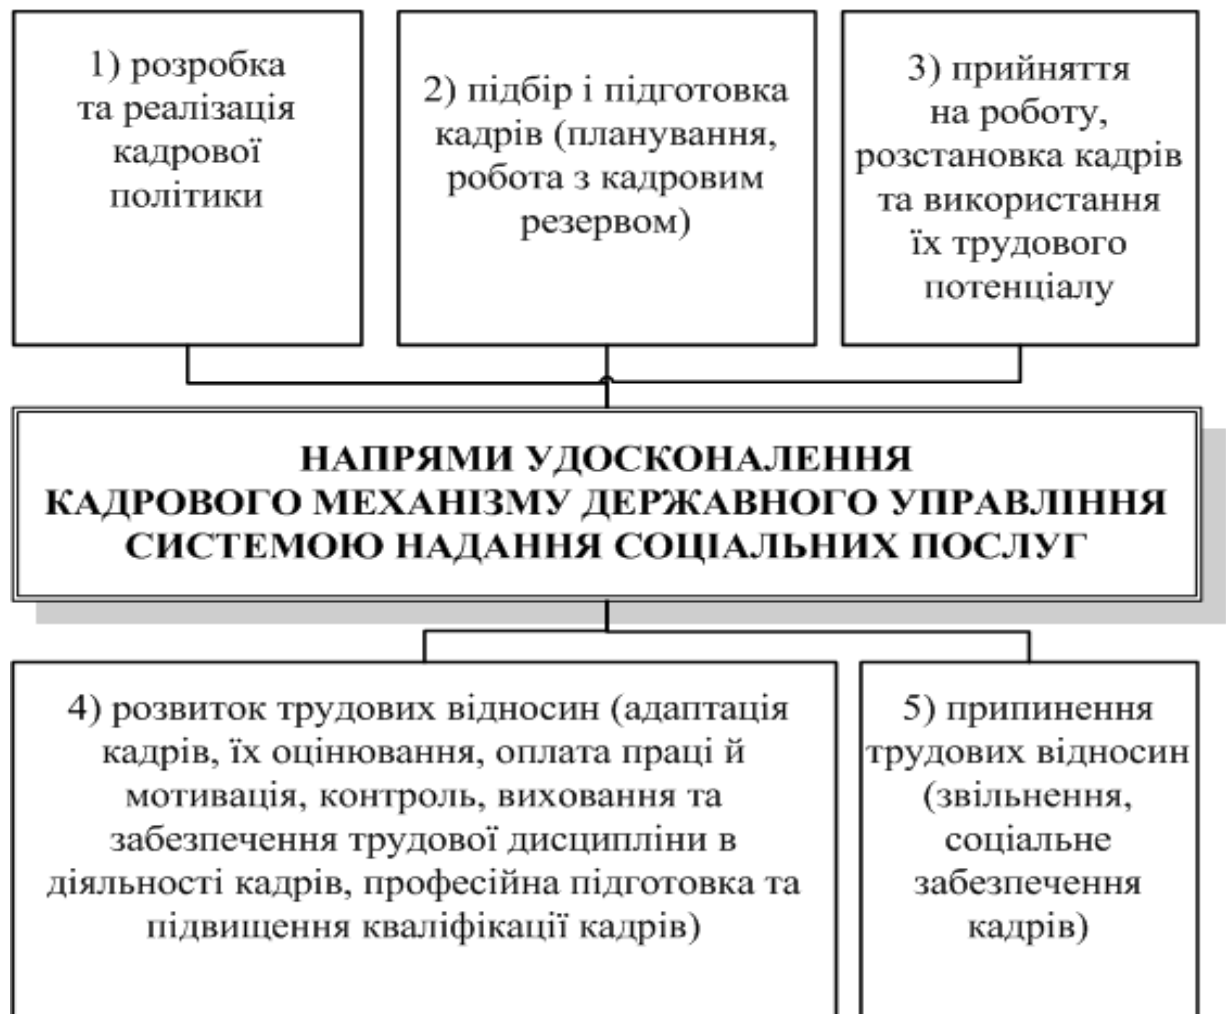 1) розробка
та реалізація
кадрової
політики
2) підбір і підготовка
кадрів (планування,
робота з кадровим
резервом)
3) прийняття
на роботу,
розстановка кадрів
та використання
їх трудового
потенціалу
НАПРЯМИ УДОСКОНАЛЕННЯ
КАДРОВОГО МЕХАНІЗМУ ДЕРЖАВНОГО УПРАВЛІННЯ
СИСТЕМОЮ НАДАННЯ СОЦІАЛЬНИХ ПОСЛУГ
4) розвиток трудових відносин (адаптація
кадрів, їх оцінювання, оплата праці й
мотивація, контроль, виховання та
забезпечення трудової дисципліни в
діяльності кадрів, професійна підготовка та
підвищення кваліфікації кадрів)
5) припинення
трудових відносин
(звільнення,
соціальне
забезпечення
кадрів)